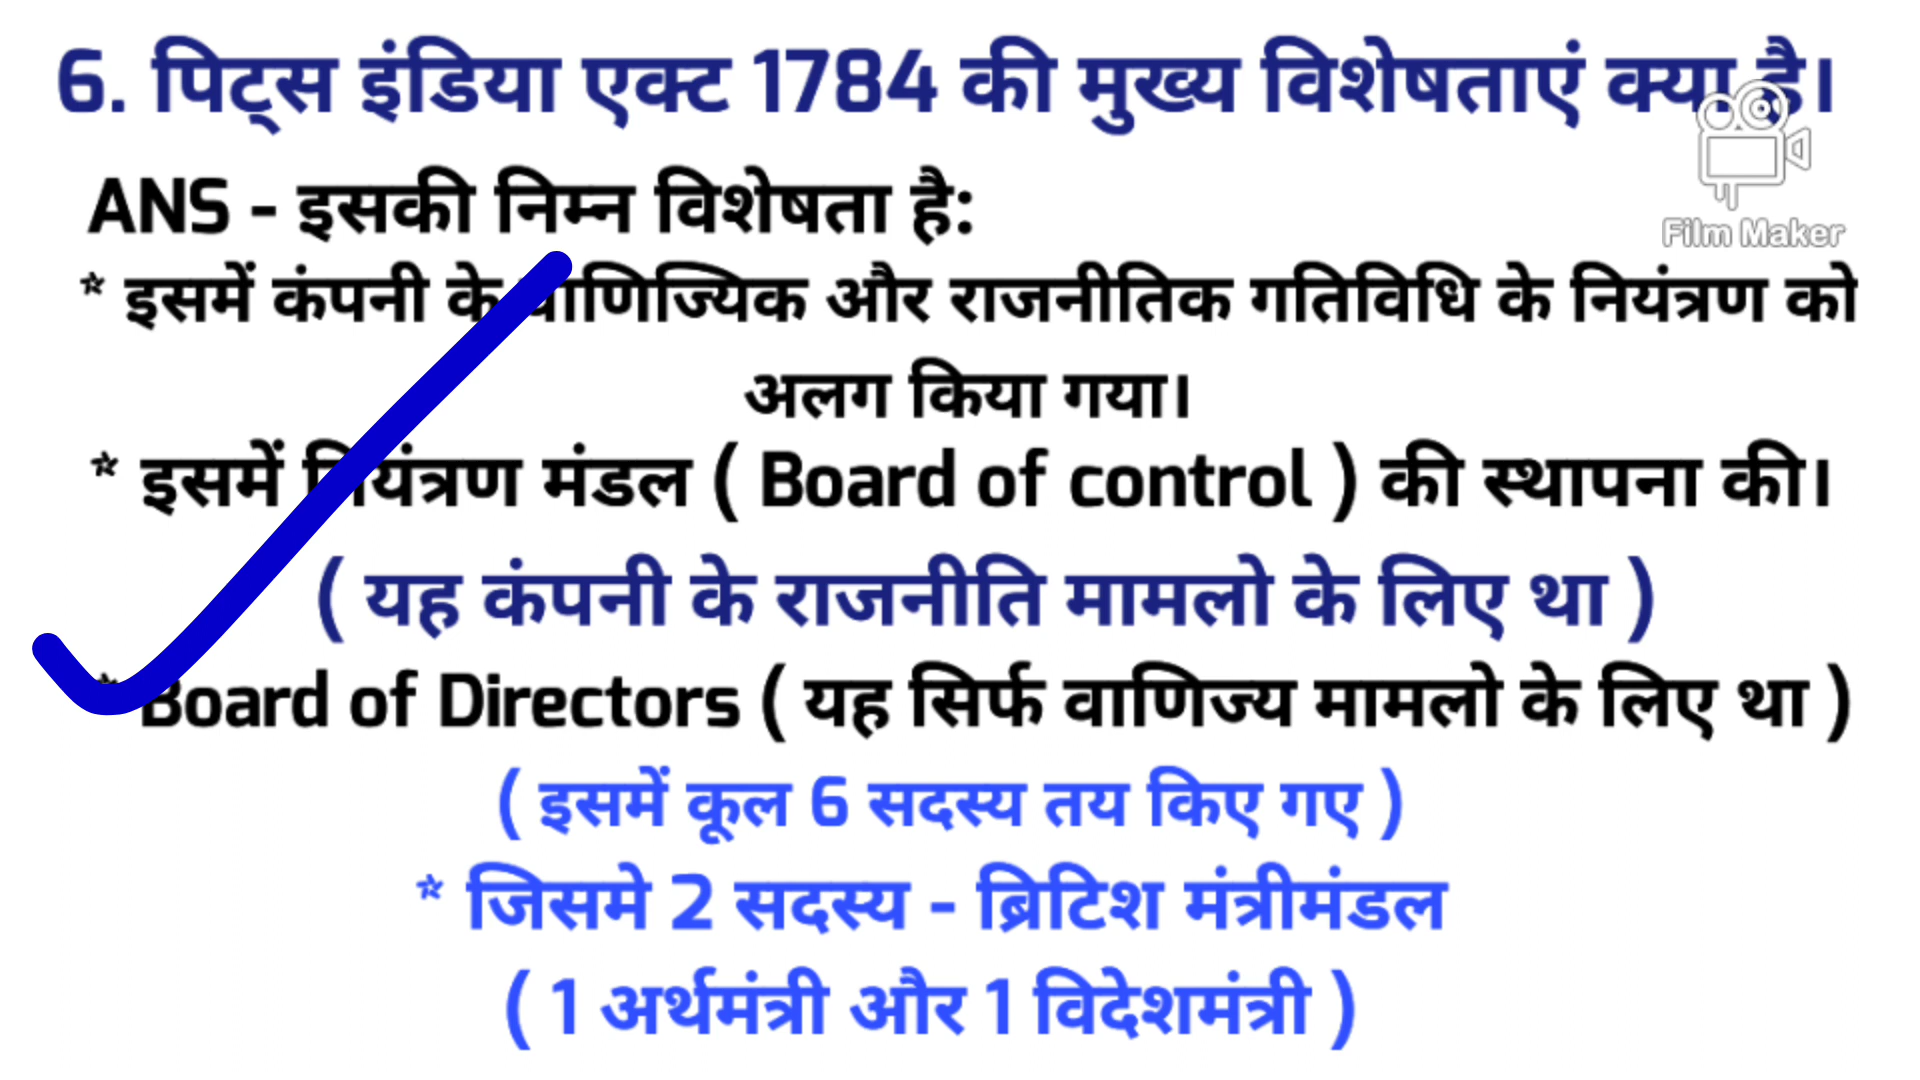 6. पिट्स इंडिया एक्ट 1784 की मुख्य विशेषताएं क्या है।
Film Maker
ANS - इसकी निम्न विशेषता है:
* इसमें कंपनी के वाणिज्यिक और राजनीतिक गतिविधि के नियंत्रण को
अलग किया गया।
* इसमें नियंत्रण मंडल ( Board of control ) की स्थापना की।
( यह कंपनी के राजनीति मामलो के लिए था )
* Board of Directors ( यह सिर्फ वाणिज्य मामलो के लिए था )
( इसमें कूल 6 सदस्य तय किए गए )
* जिसमे 2 सदस्य - ब्रिटिश मंत्रीमंडल
( 1 अर्थमंत्री और 1 विदेशमंत्री )